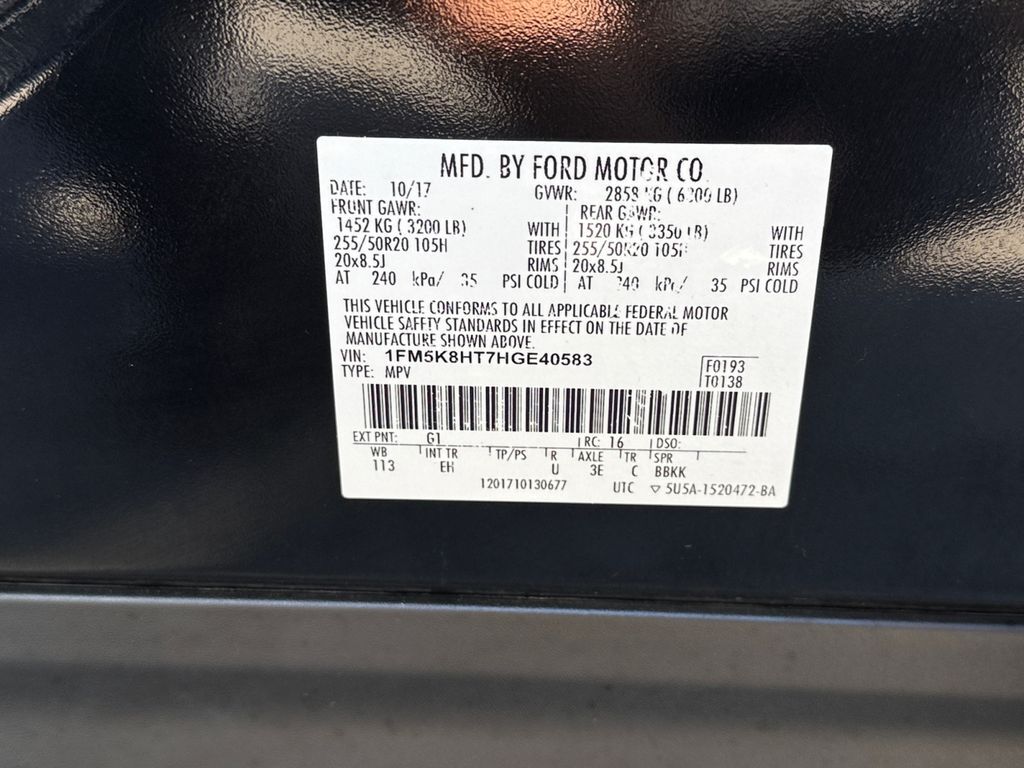 MFD. BY FORD MOTOR CO.
DATE: 10/17 GVWR: 2858 KG ( 6300 LB)
FRONT GAWR: REAR GAWR:
1452 KG ( 3200 LB) WITH 1520 KG ( 3350 LB) WITH
255/50R20 105H TIRES 255/50R20 105H TIRES
20x8.5J RIMS 20x8.5J RIMS
AT 240 kPa/ 35 PSI COLD AT 240 kPa/ 35 PSI COLD
THIS VEHICLE CONFORMS TO ALL APPLICABLE FEDERAL MOTOR
VEHICLE SAFETY STANDARDS IN EFFECT ON THE DATE OF
MANUFACTURE SHOWN ABOVE.
VIN: 1FM5K8HT7HGE40583
TYPE: MPV
F0193
T0138
EXT PNT: G1 RC: 16 DSO:
WB INT TR TP/PS R AXLE TR SPR
113 EH U 3E C BBKK
1201710130677 UTC ▽ 5U5A-1520472-BA